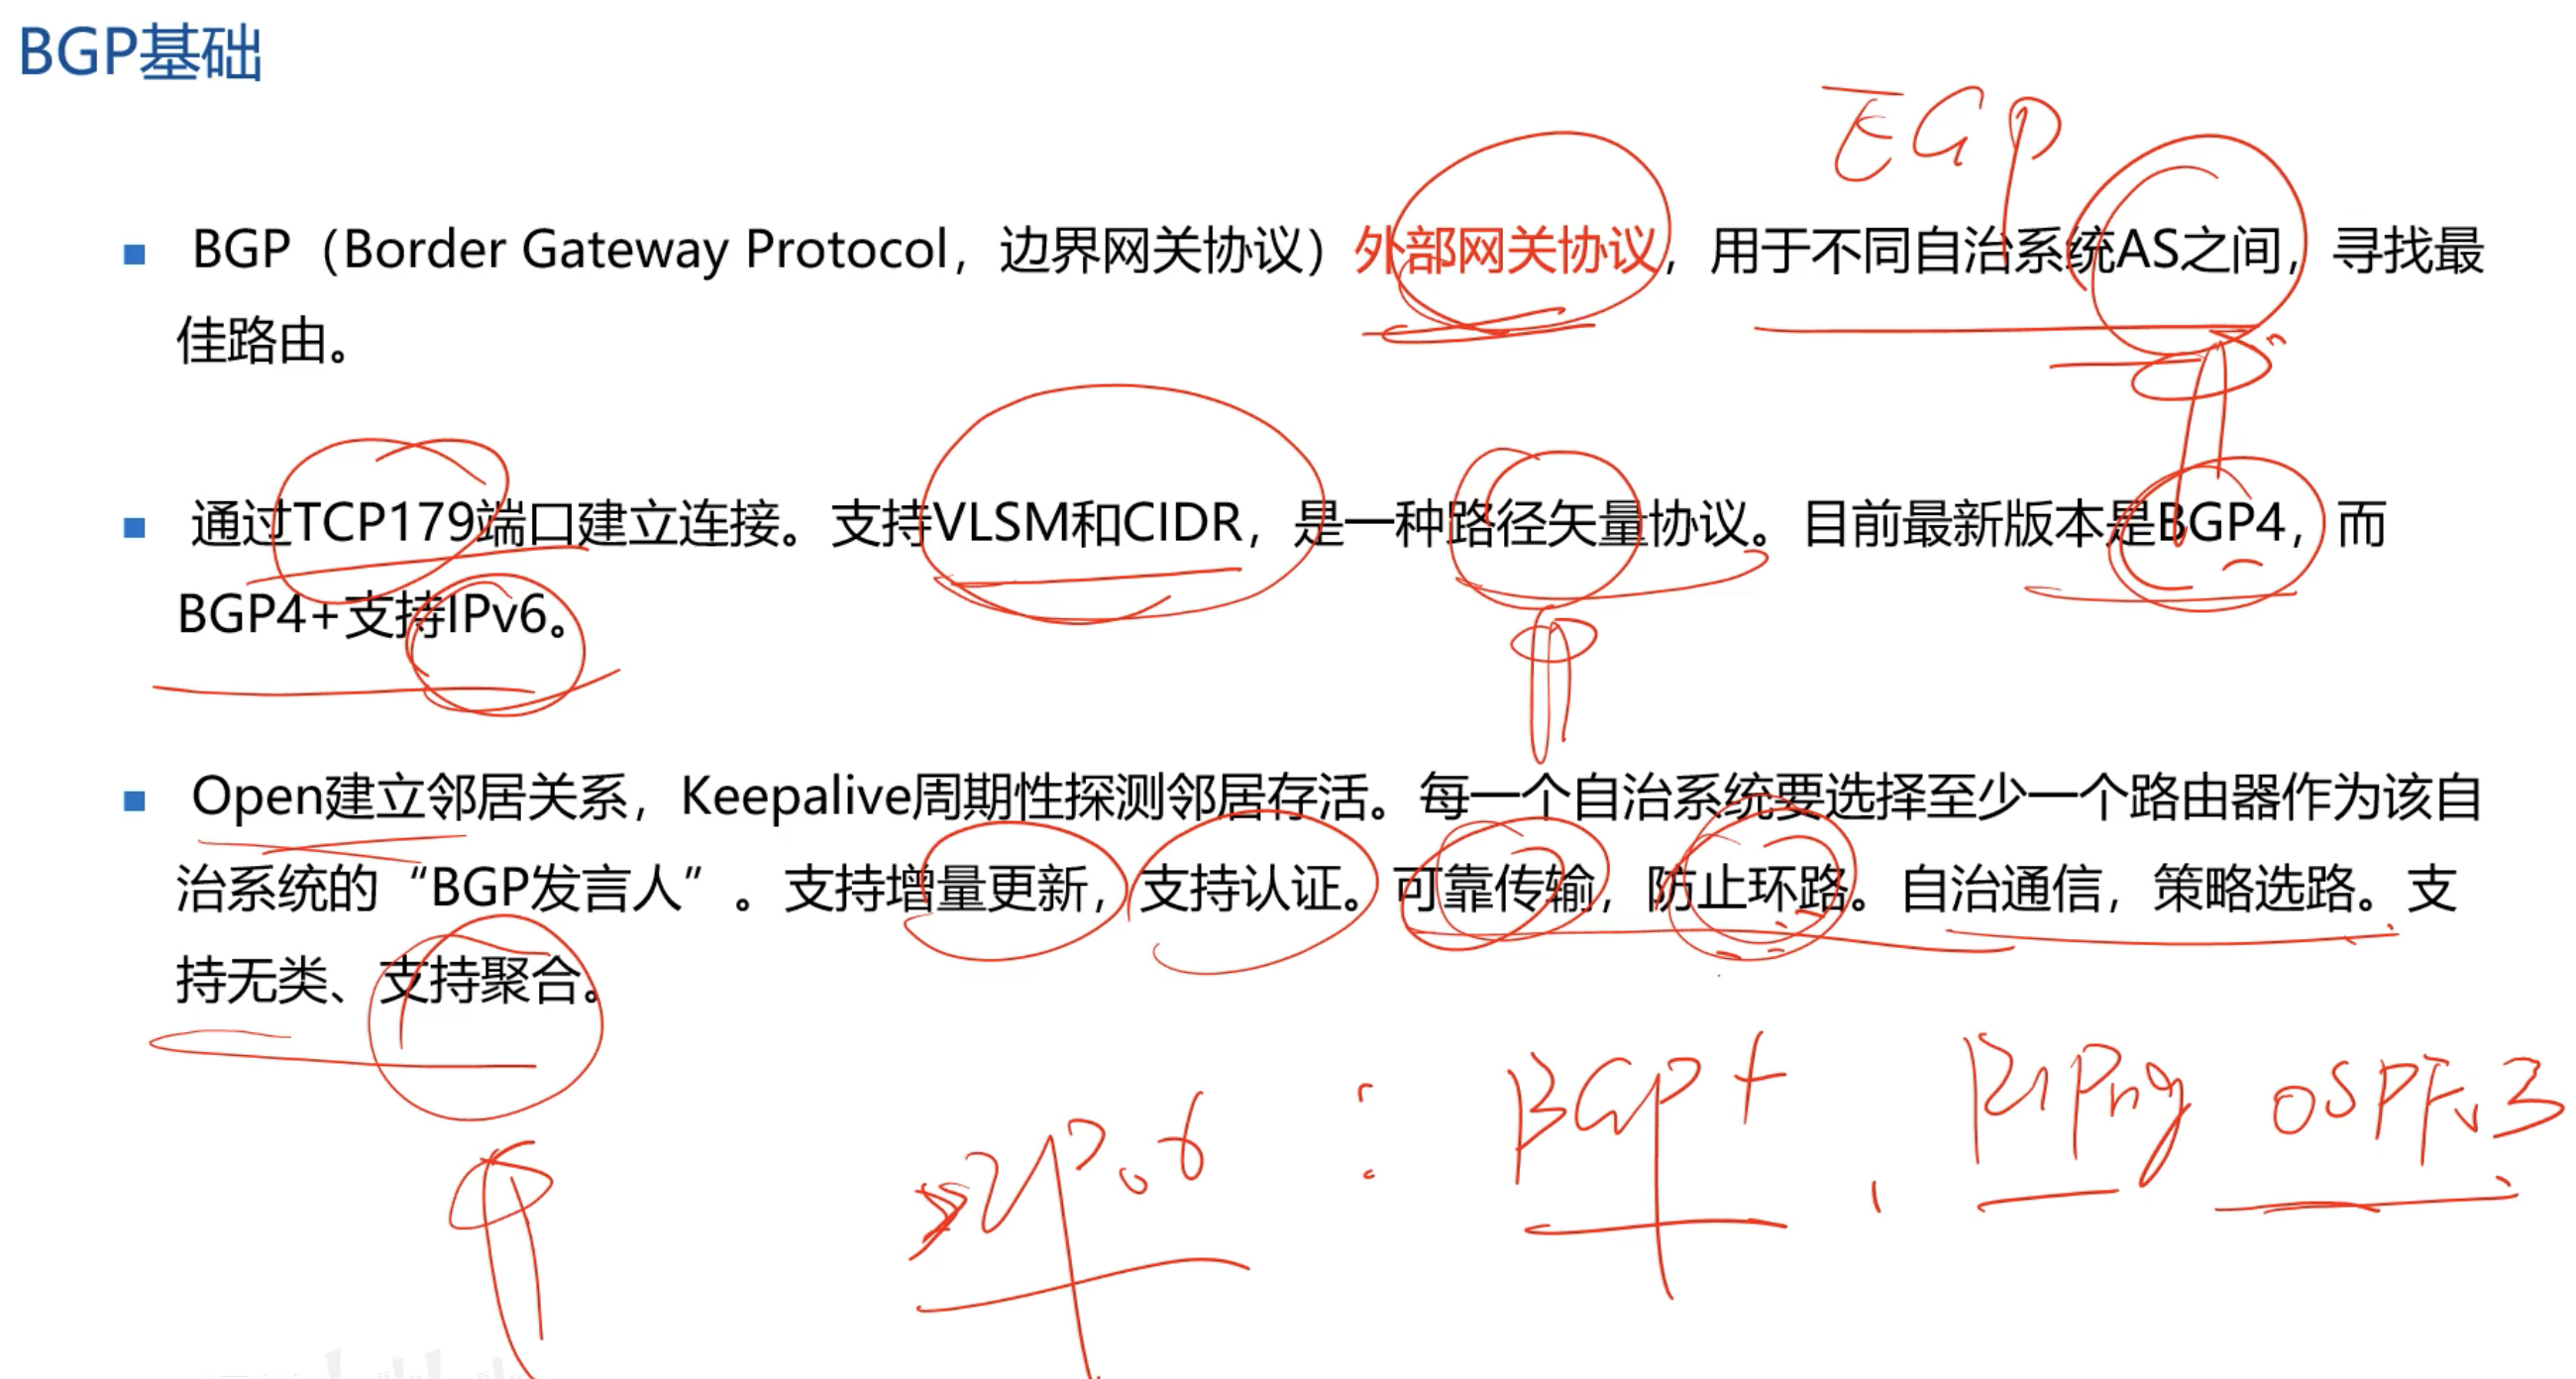 BGP基础
EGP
■ BGP（Border Gateway Protocol，边界网关协议）外部网关协议，用于不同自治系统AS之间，寻找最
佳路由。
■ 通过TCP179端口建立连接。支持VLSM和CIDR，是一种路径矢量协议。目前最新版本是BGP4，而
BGP4+支持IPv6。
■ Open建立邻居关系，Keepalive周期性探测邻居存活。每一个自治系统要选择至少一个路由器作为该自
治系统的“BGP发言人”。支持增量更新，支持认证。可靠传输，防止环路。自治通信，策略选路。支
持无类、支持聚合。
IPv6 : BGP+ , RIPng OSPFv3